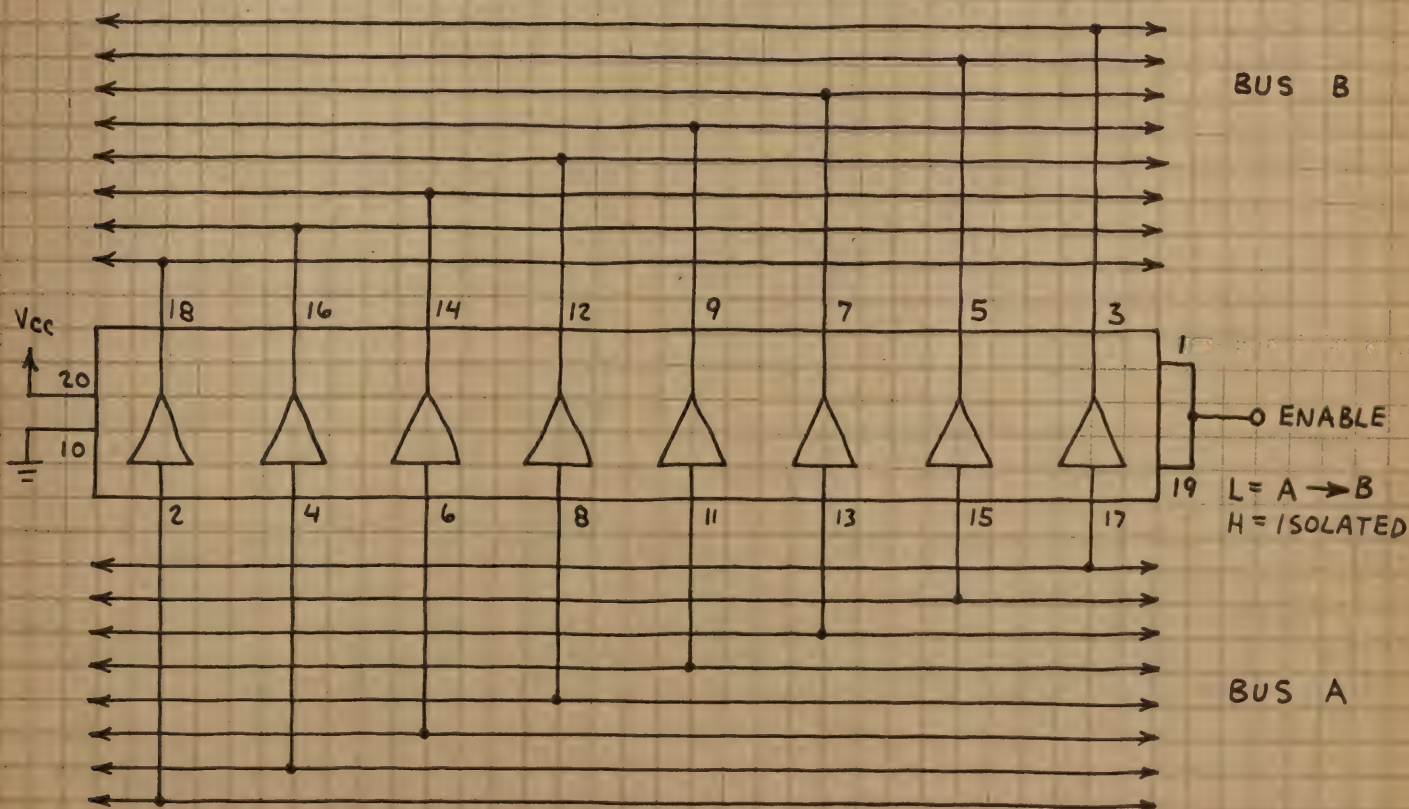 BUS B
18 16 14 12 9 7 5 3
Vcc
1
20
ENABLE
10
19 L = A → B
2 4 6 8 11 13 15 17
H = ISOLATED
BUS A